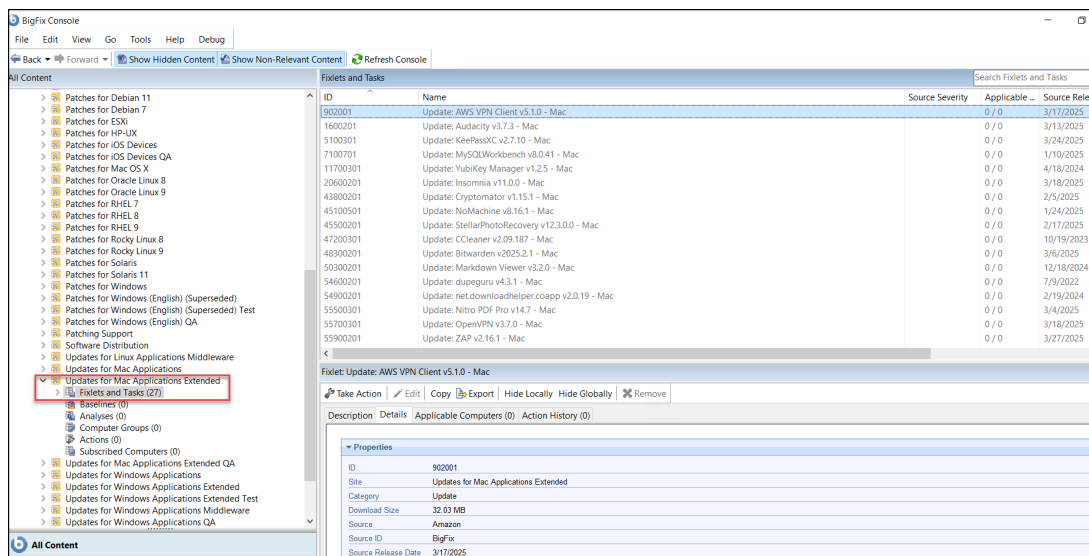 BigFix Console
File Edit View Go Tools Help Debug
Back Forward Show Hidden Content Show Non-Relevant Content Refresh Console
All Content
Patches for Debian 11
Patches for Debian 7
Patches for ESXi
Patches for HP-UX
Patches for iOS Devices
Patches for iOS Devices QA
Patches for Mac OS X
Patches for Oracle Linux 8
Patches for Oracle Linux 9
Patches for RHEL 7
Patches for RHEL 8
Patches for RHEL 9
Patches for Rocky Linux 8
Patches for Rocky Linux 9
Patches for Solaris
Patches for Solaris 11
Patches for Windows
Patches for Windows (English) (Superseded)
Patches for Windows (English) (Superseded) Test
Patches for Windows (English) QA
Patching Support
Software Distribution
Updates for Linux Applications Middleware
Updates for Mac Applications
Updates for Mac Applications Extended
Fixlets and Tasks (27)
Baselines (0)
Analyses (0)
Computer Groups (0)
Actions (0)
Subscribed Computers (0)
Updates for Mac Applications Extended QA
Updates for Windows Applications
Updates for Windows Applications Extended
Updates for Windows Applications Extended Test
Updates for Windows Applications Middleware
Updates for Windows Applications QA
All Content
Fixlets and Tasks Search Fixlets and Tasks
ID Name Source Severity Applicable ... Source Rele
902001 Update: AWS VPN Client v5.1.0 - Mac 0 / 0 3/17/2025
1600201 Update: Audacity v3.7.3 - Mac 0 / 0 3/13/2025
5100301 Update: KeePassXC v2.7.10 - Mac 0 / 0 3/24/2025
7100701 Update: MySQLWorkbench v8.0.41 - Mac 0 / 0 1/10/2025
11700301 Update: YubiKey Manager v1.2.5 - Mac 0 / 0 4/18/2024
20600201 Update: Insomnia v11.0.0 - Mac 0 / 0 3/18/2025
43800201 Update: Cryptomator v1.15.1 - Mac 0 / 0 2/5/2025
45100501 Update: NoMachine v8.16.1 - Mac 0 / 0 1/24/2025
45500201 Update: StellarPhotoRecovery v12.3.0.0 - Mac 0 / 0 2/17/2025
47200301 Update: CCleaner v2.09.187 - Mac 0 / 0 10/19/2023
48300201 Update: Bitwarden v2025.2.1 - Mac 0 / 0 3/6/2025
50300201 Update: Markdown Viewer v3.2.0 - Mac 0 / 0 12/18/2024
54600201 Update: dupeguru v4.3.1 - Mac 0 / 0 7/9/2022
54900201 Update: net.downloadhelper.coapp v2.0.19 - Mac 0 / 0 2/19/2024
55500301 Update: Nitro PDF Pro v14.7 - Mac 0 / 0 3/4/2025
55700301 Update: OpenVPN v3.7.0 - Mac 0 / 0 3/18/2025
55900201 Update: ZAP v2.16.1 - Mac 0 / 0 3/27/2025
Fixlet: Update: AWS VPN Client v5.1.0 - Mac
Take Action Edit Copy Export Hide Locally Hide Globally Remove
Description Details Applicable Computers (0) Action History (0)
Properties
ID 902001
Site Updates for Mac Applications Extended
Category Update
Download Size 32.03 MB
Source Amazon
Source ID BigFix
Source Release Date 3/17/2025